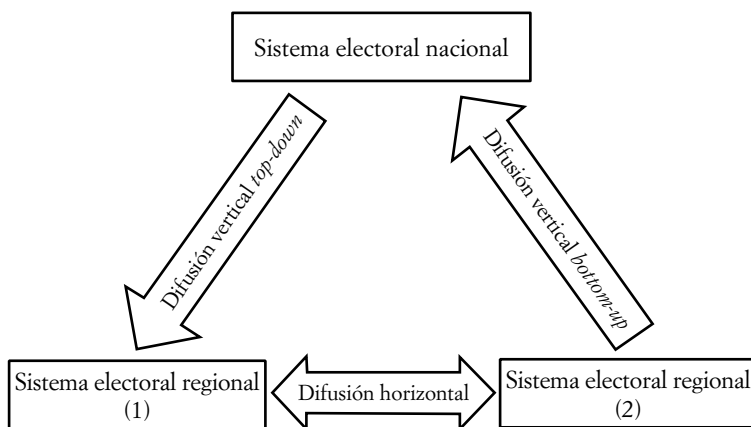 Sistema electoral nacional
Difusión vertical top-down
Difusión vertical bottom-up
Sistema electoral regional
(1)
Difusión horizontal
Sistema electoral regional
(2)